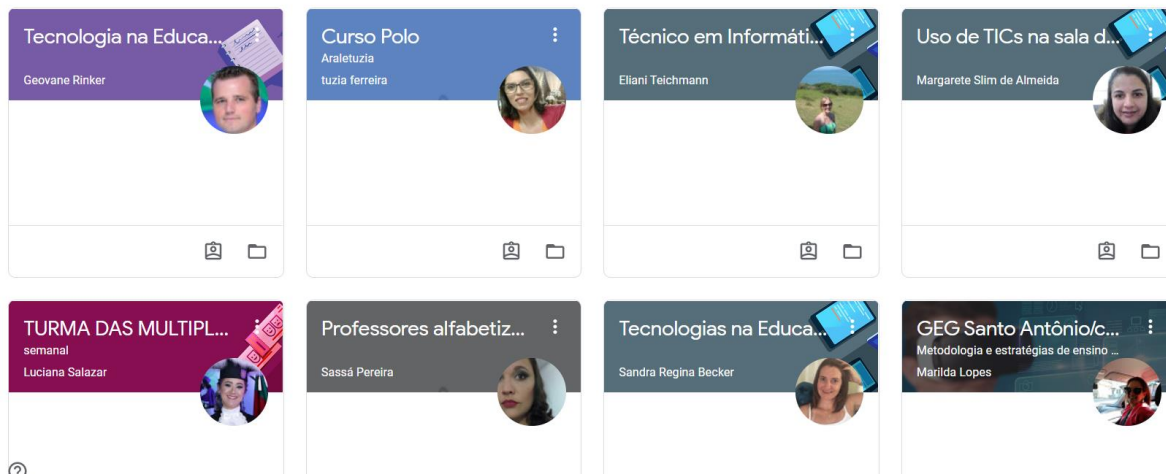 Tecnologia na Educa...
Geovane Rinker
Curso Polo
Araletuzia
tuzia ferreira
Técnico em Informáti...
Eliani Teichmann
Uso de TICs na sala d...
Margarete Slim de Almeida
TURMA DAS MULTIPL...
semanal
Luciana Salazar
Professores alfabetiz...
Sassá Pereira
Tecnologias na Educa...
Sandra Regina Becker
GEG Santo Antônio/c...
Metodologia e estratégias de ensino ...
Marilda Lopes